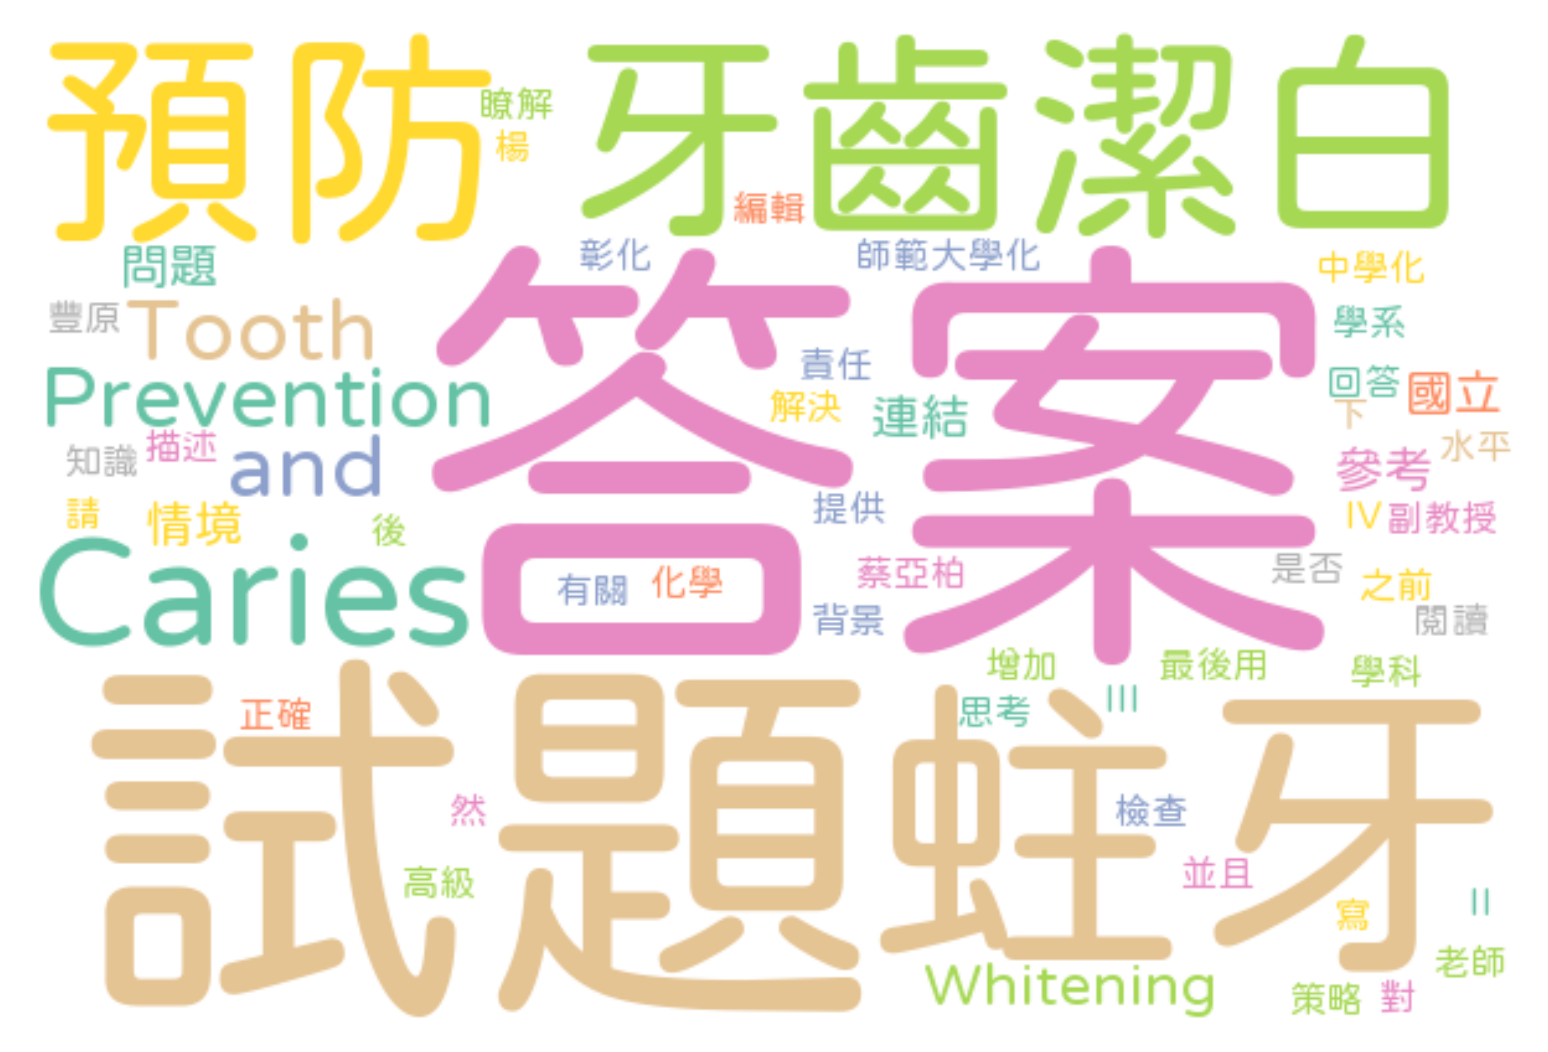 預防
瞭解
楊
牙齒潔白
編輯
問題
彰化
師範大學化
中學化
豐原
Tooth
答案
責任
學系
Prevention
解決
連結
回答
國立
下
知識
描述
and
參考
水平
請
情境
後
提供
IV
副教授
Caries
有關
化學
蔡亞柏
背景
是否
之前
閱讀
增加
最後用
學科
試題
正確
思考
III
蛀牙
然
檢查
高級
並且
寫
II
Whitening
老師
策略
對